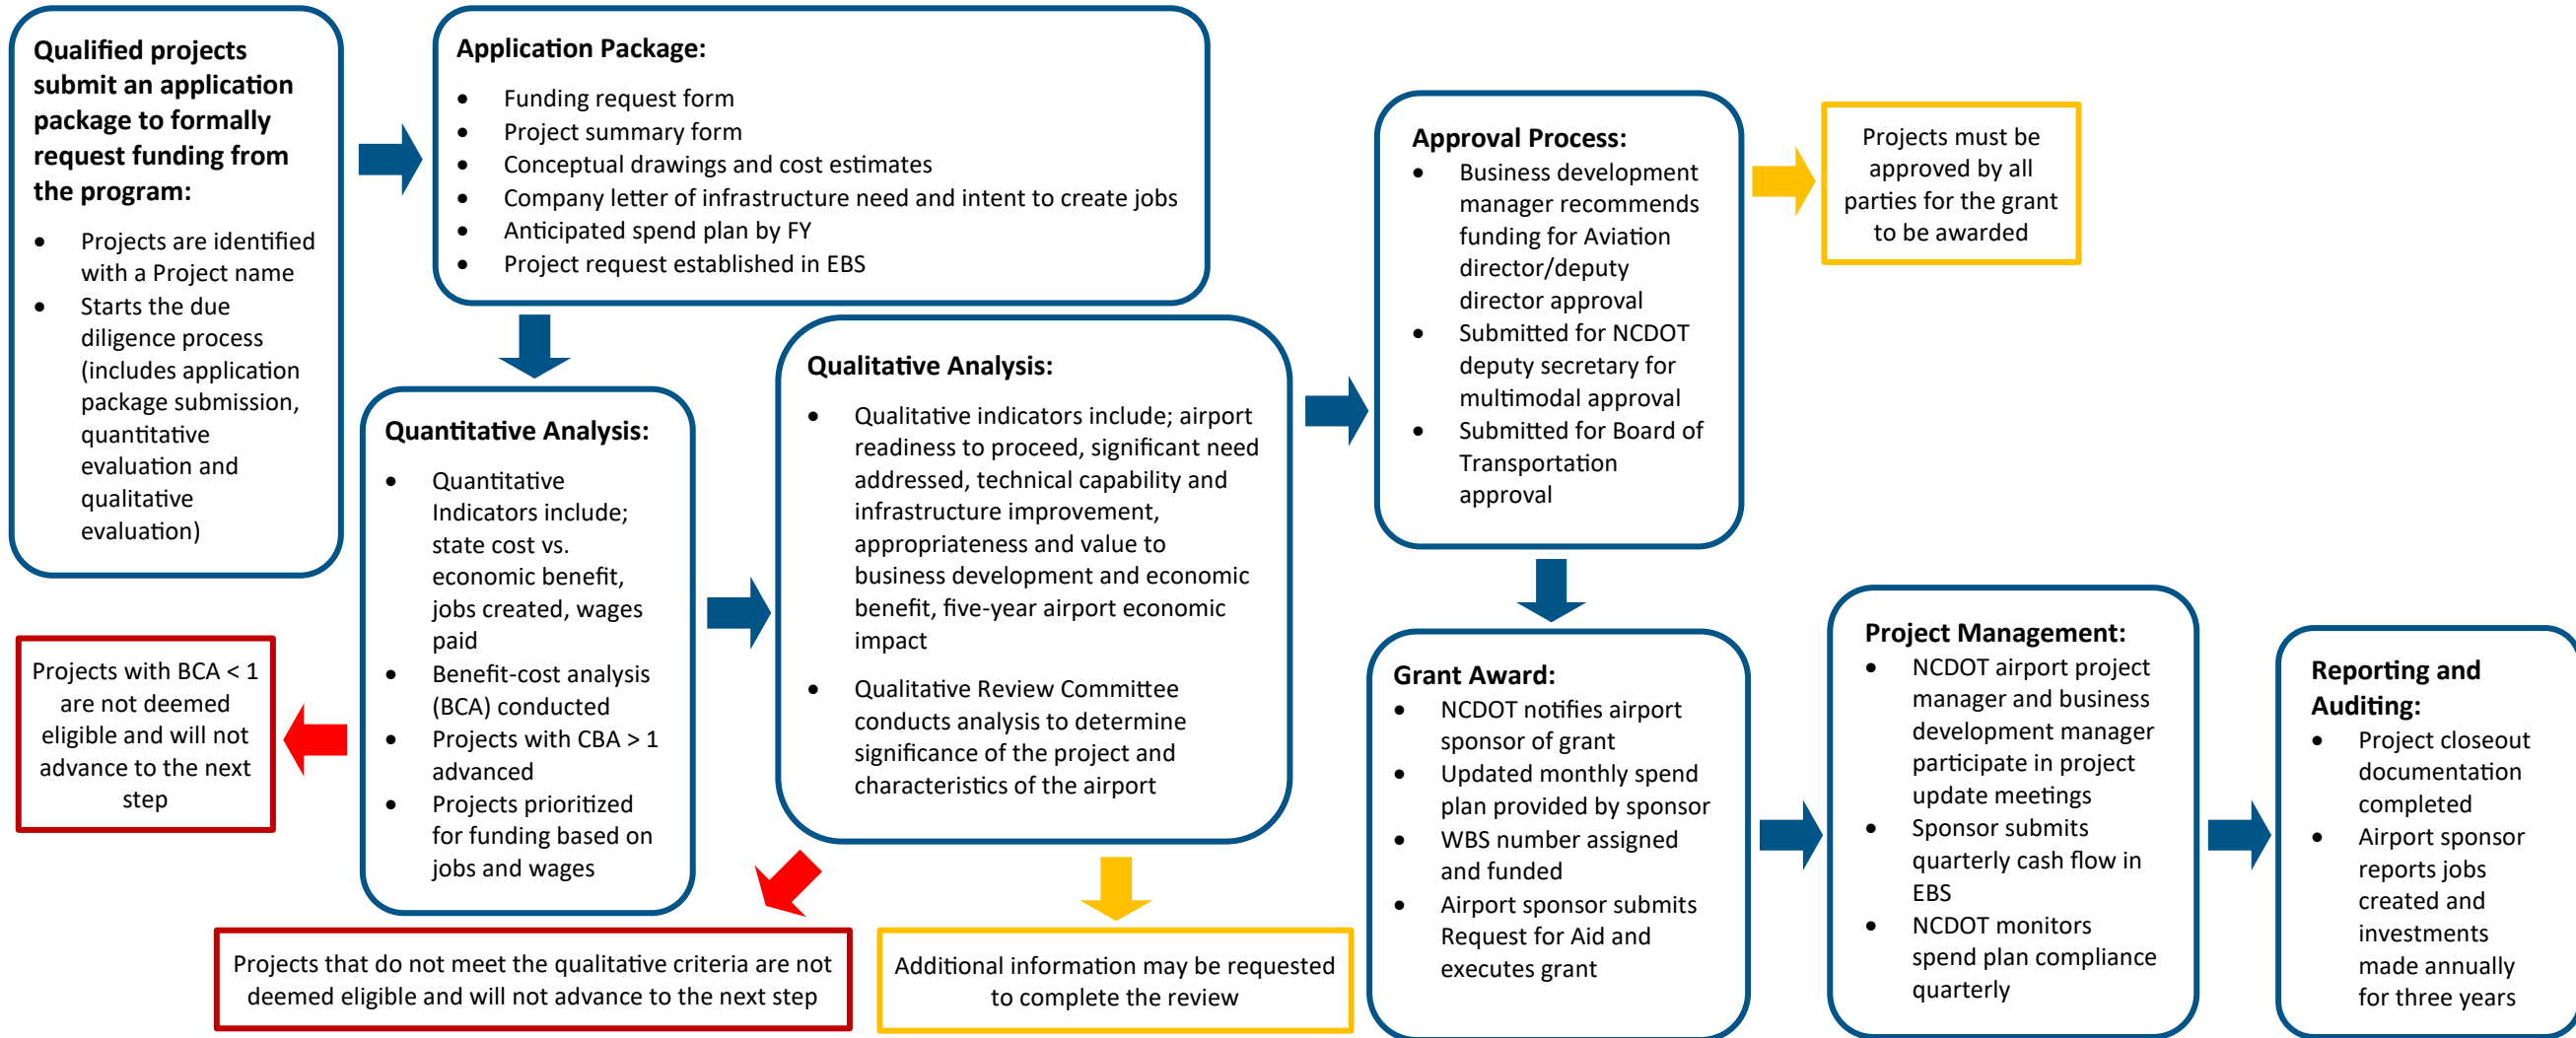 Qualified projects
submit an application
package to formally
request funding from
the program:
• Projects are identified
with a Project name
• Starts the due
diligence process
(includes application
package submission,
quantitative
evaluation and
qualitative
evaluation)
Application Package:
• Funding request form
• Project summary form
• Conceptual drawings and cost estimates
• Company letter of infrastructure need and intent to create jobs
• Anticipated spend plan by FY
• Project request established in EBS
Quantitative Analysis:
• Quantitative
Indicators include;
state cost vs.
economic benefit,
jobs created, wages
paid
• Benefit-cost analysis
(BCA) conducted
• Projects with CBA > 1
advanced
• Projects prioritized
for funding based on
jobs and wages
Projects with BCA < 1
are not deemed
eligible and will not
advance to the next
step
Qualitative Analysis:
• Qualitative indicators include; airport
readiness to proceed, significant need
addressed, technical capability and
infrastructure improvement,
appropriateness and value to
business development and economic
benefit, five-year airport economic
impact
• Qualitative Review Committee
conducts analysis to determine
significance of the project and
characteristics of the airport
Projects that do not meet the qualitative criteria are not
deemed eligible and will not advance to the next step
Additional information may be requested
to complete the review
Approval Process:
• Business development
manager recommends
funding for Aviation
director/deputy
director approval
• Submitted for NCDOT
deputy secretary for
multimodal approval
• Submitted for Board of
Transportation
approval
Projects must be
approved by all
parties for the grant
to be awarded
Grant Award:
• NCDOT notifies airport
sponsor of grant
• Updated monthly spend
plan provided by sponsor
• WBS number assigned
and funded
• Airport sponsor submits
Request for Aid and
executes grant
Project Management:
• NCDOT airport project
manager and business
development manager
participate in project
update meetings
• Sponsor submits
quarterly cash flow in
EBS
• NCDOT monitors
spend plan compliance
quarterly
Reporting and
Auditing:
• Project closeout
documentation
completed
• Airport sponsor
reports jobs
created and
investments
made annually
for three years